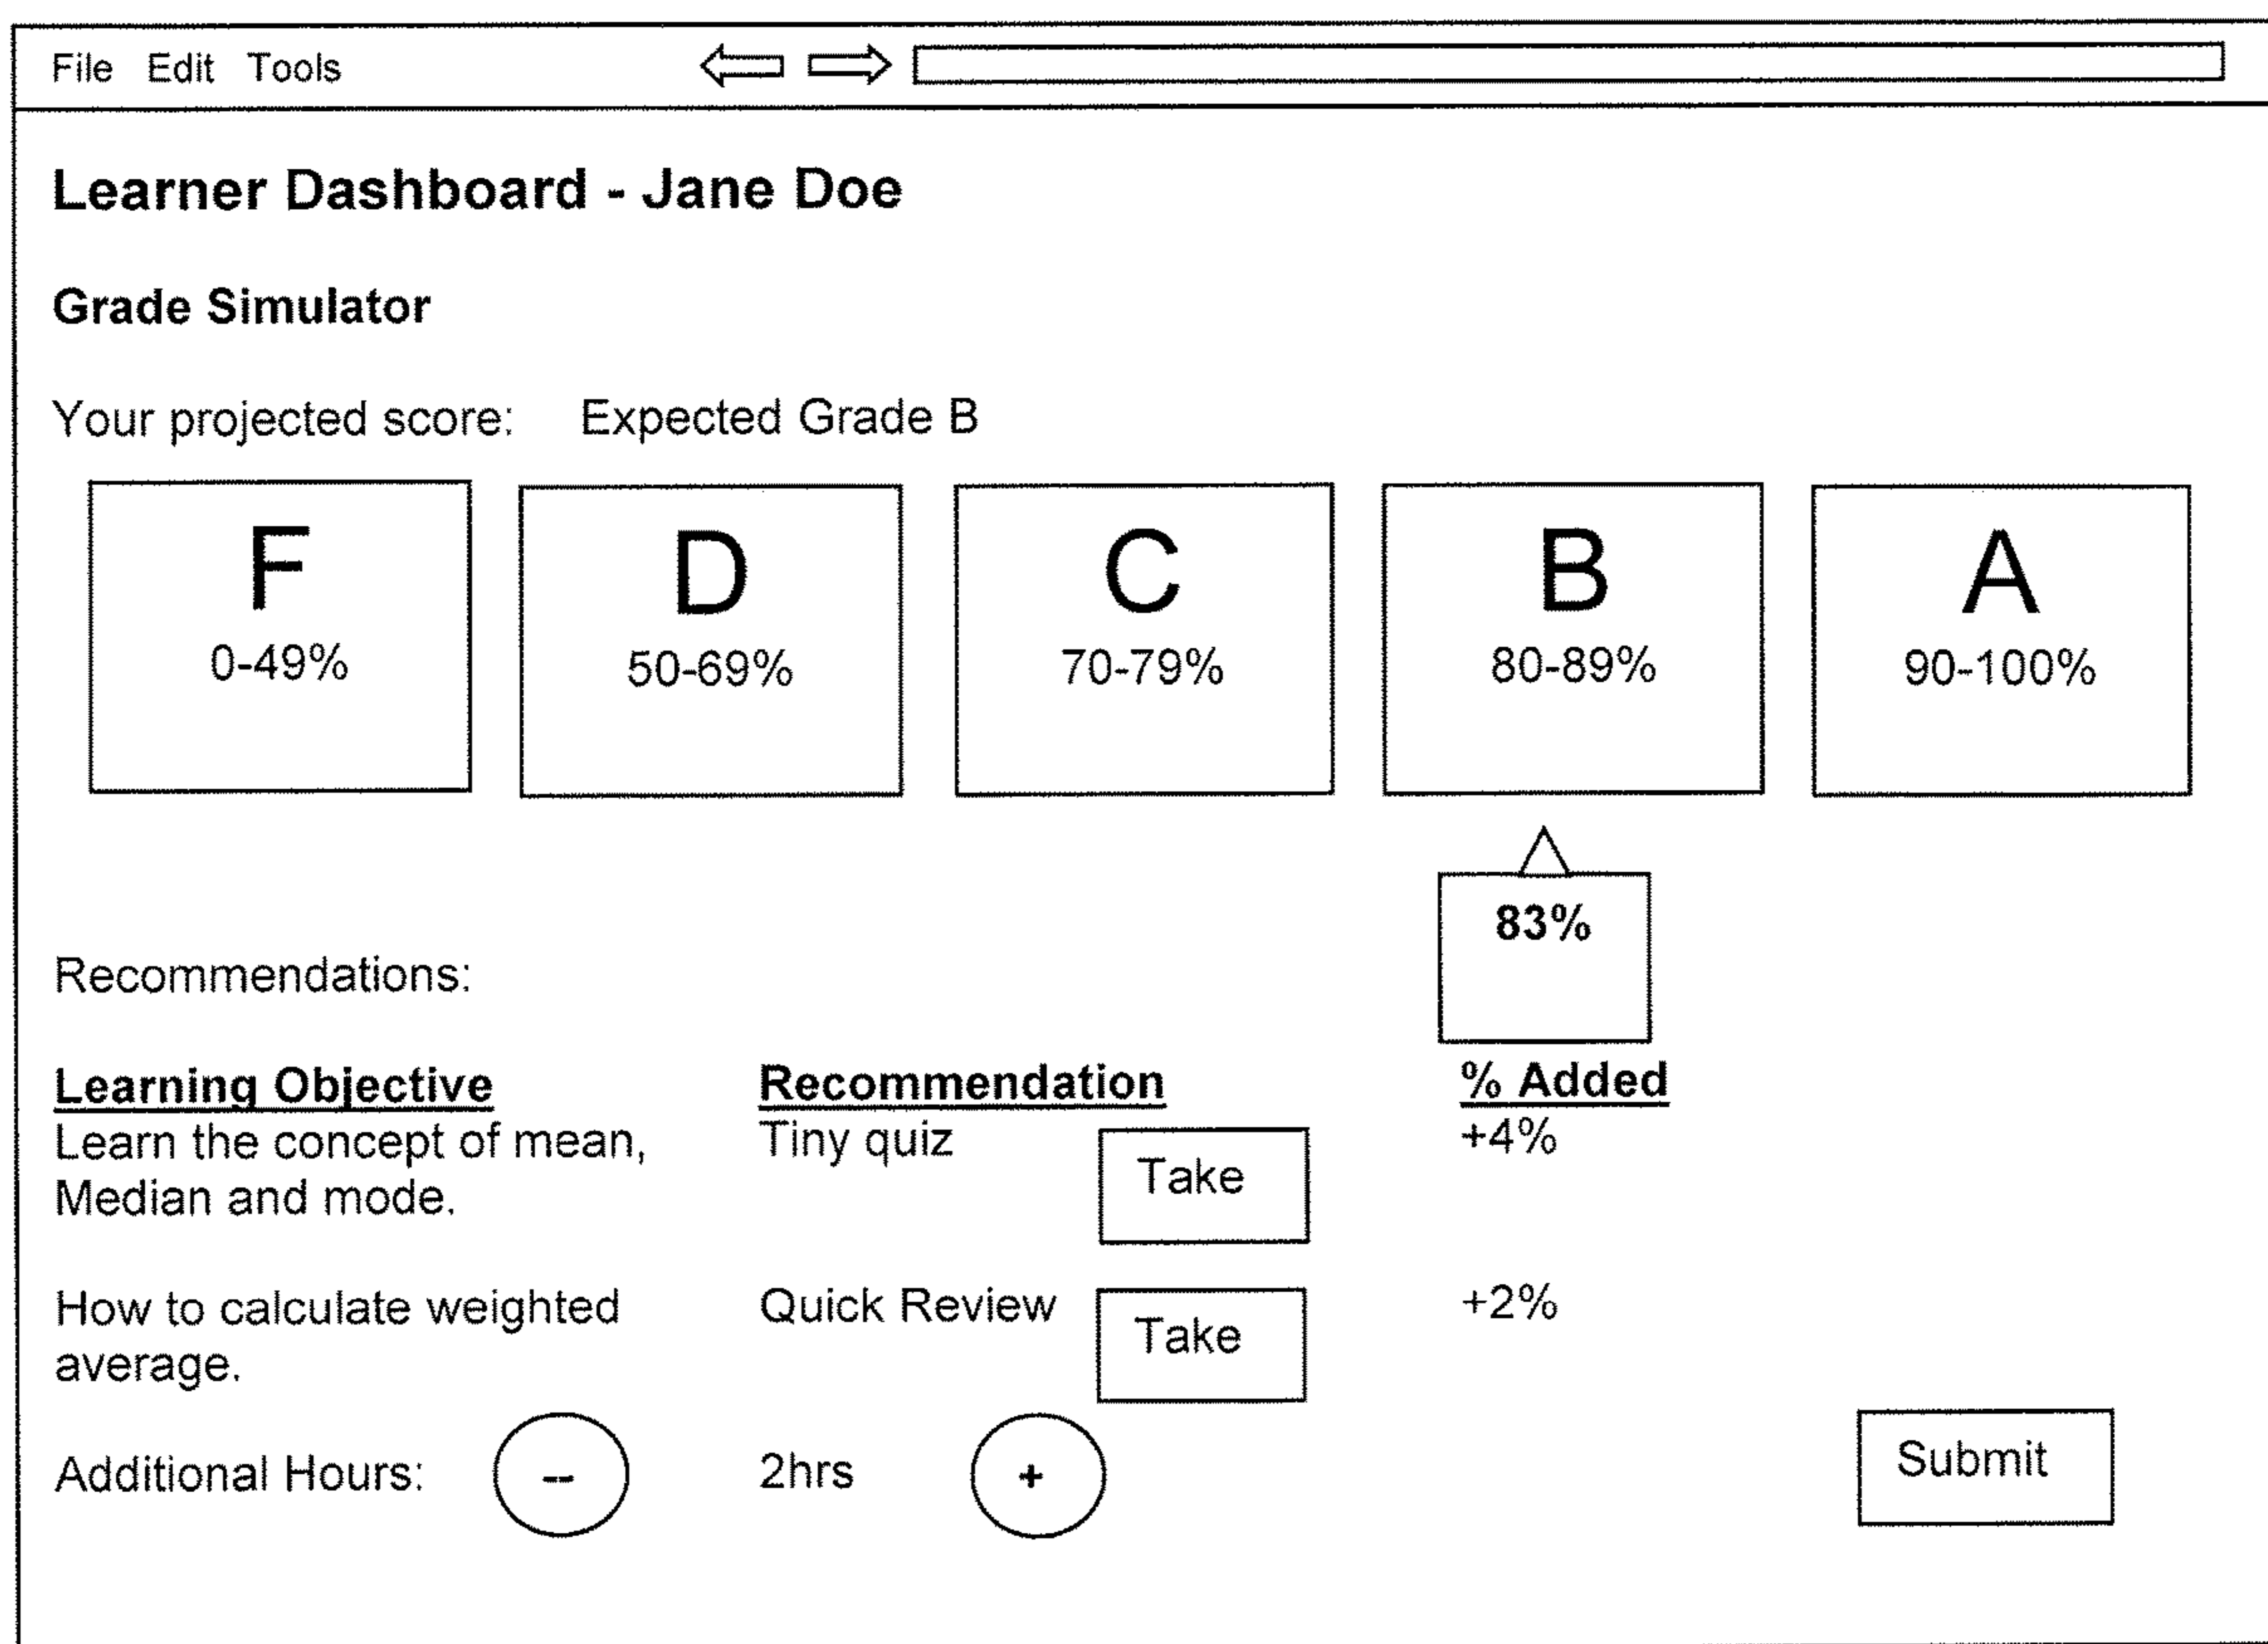 File Edit Tools
Learner Dashboard - Jane Doe
Grade Simulator
Your projected score: Expected Grade B
F
0-49%
D
50-69%
C
70-79%
B
80-89%
A
90-100%
83%
Recommendations:
Learning Objective Recommendation % Added
Learn the concept of mean, Tiny quiz Take +4%
Median and mode.
How to calculate weighted Quick Review Take +2%
average.
Additional Hours: -- 2hrs + Submit